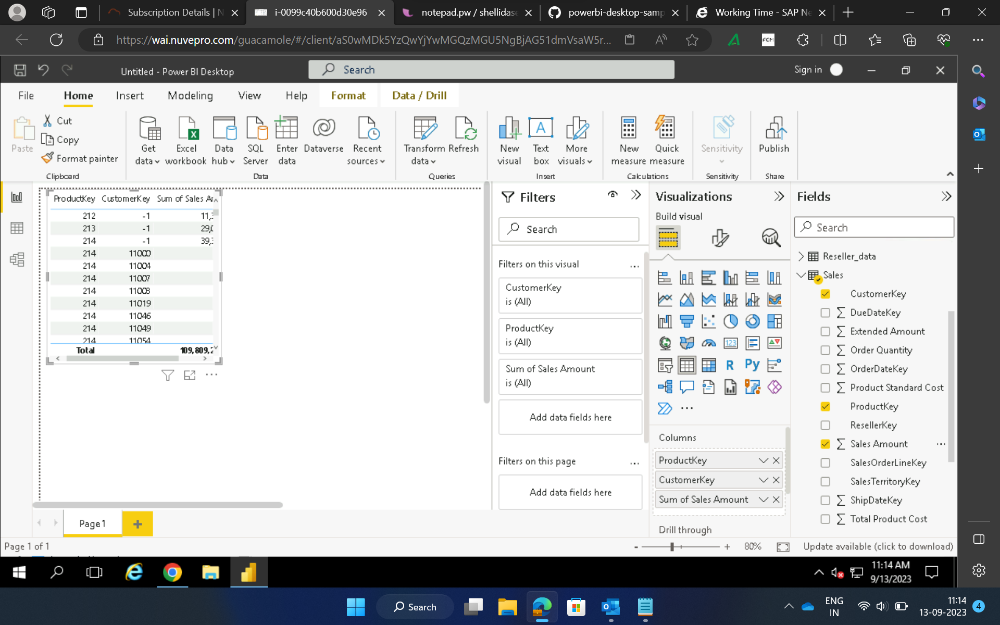 Subscription Details | N
i-0099c40b600d30e96
notepad.pw / shellidase
powerbi-desktop-samp
Working Time - SAP Ne
https://wai.nuvepro.com/guacamole/#/client/aS0wMDk5YzQwYjYwMGQzMGU5NgBjAG51dmVsaW5r...
FCM
Untitled - Power BI Desktop
Search
Sign in
File Home Insert Modeling View Help Format Data / Drill
Paste
Cut
Copy
Format painter
Clipboard
Get data
Excel workbook
Data hub
SQL Server
Enter data
Dataverse
Recent sources
Data
Transform data
Refresh
Queries
New visual
Text box
More visuals
Insert
New measure
Quick measure
Calculations
Sensitivity
Sensitivity
Publish
Share
ProductKey CustomerKey Sum of Sales Ar
212 -1 11,3
213 -1 29,0
214 -1 39,3
214 11000
214 11004
214 11007
214 11008
214 11019
214 11046
214 11049
214 11054
Total 109,809,2
Filters
Search
Filters on this visual ...
CustomerKey
is (All)
ProductKey
is (All)
Sum of Sales Amount
is (All)
Add data fields here
Filters on this page ...
Add data fields here
Visualizations
Build visual
123
R
Py
...
Columns
ProductKey
CustomerKey
Sum of Sales Amount
Drill through
Fields
Search
Reseller_data
Sales
CustomerKey
DueDateKey
Extended Amount
Order Quantity
OrderDateKey
Product Standard Cost
ProductKey
ResellerKey
Sales Amount ...
SalesOrderLineKey
SalesTerritoryKey
ShipDateKey
Total Product Cost
Page 1
Page 1 of 1
- + 80%
Update available (click to download)
11:14 AM
9/13/2023
Search
ENG
IN
11:14
13-09-2023
4